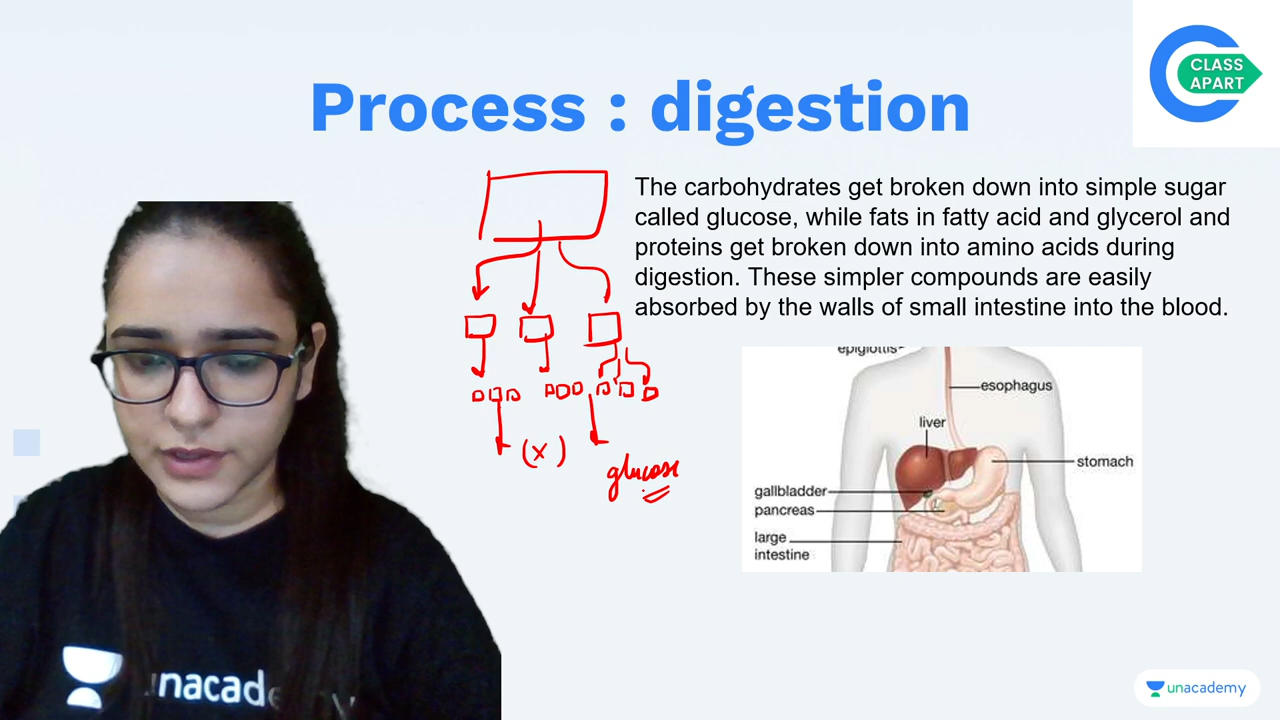 CLASS
APART
Process : digestion
The carbohydrates get broken down into simple sugar
called glucose, while fats in fatty acid and glycerol and
proteins get broken down into amino acids during
digestion. These simpler compounds are easily
absorbed by the walls of small intestine into the blood.
(x)
glucose
epiglottis
esophagus
liver
stomach
gallbladder
pancreas
large
intestine
unacademy
unacademy